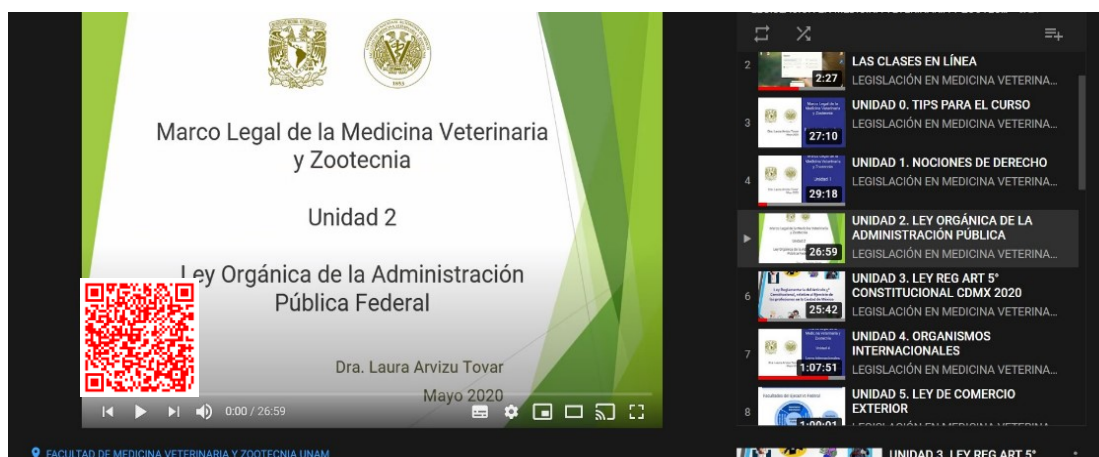 Marco Legal de la Medicina Veterinaria
y Zootecnia
Unidad 2
Ley Orgánica de la Administración
Pública Federal
Dra. Laura Arvizu Tovar
Mayo 2020
0:00 / 26:59
FACULTAD DE MEDICINA VETERINARIA Y ZOOTECNIA UNAM
2
2:27
LAS CLASES EN LÍNEA
LEGISLACIÓN EN MEDICINA VETERINA...
3
27:10
UNIDAD 0. TIPS PARA EL CURSO
LEGISLACIÓN EN MEDICINA VETERINA...
4
29:18
UNIDAD 1. NOCIONES DE DERECHO
LEGISLACIÓN EN MEDICINA VETERINA...
26:59
UNIDAD 2. LEY ORGÁNICA DE LA
ADMINISTRACIÓN PÚBLICA
LEGISLACIÓN EN MEDICINA VETERINA...
6
25:42
UNIDAD 3. LEY REG ART 5°
CONSTITUCIONAL CDMX 2020
LEGISLACIÓN EN MEDICINA VETERINA...
7
1:07:51
UNIDAD 4. ORGANISMOS
INTERNACIONALES
LEGISLACIÓN EN MEDICINA VETERINA...
8
1:00:01
UNIDAD 5. LEY DE COMERCIO
EXTERIOR
UNIDAD 3. LEY REG ART 5°